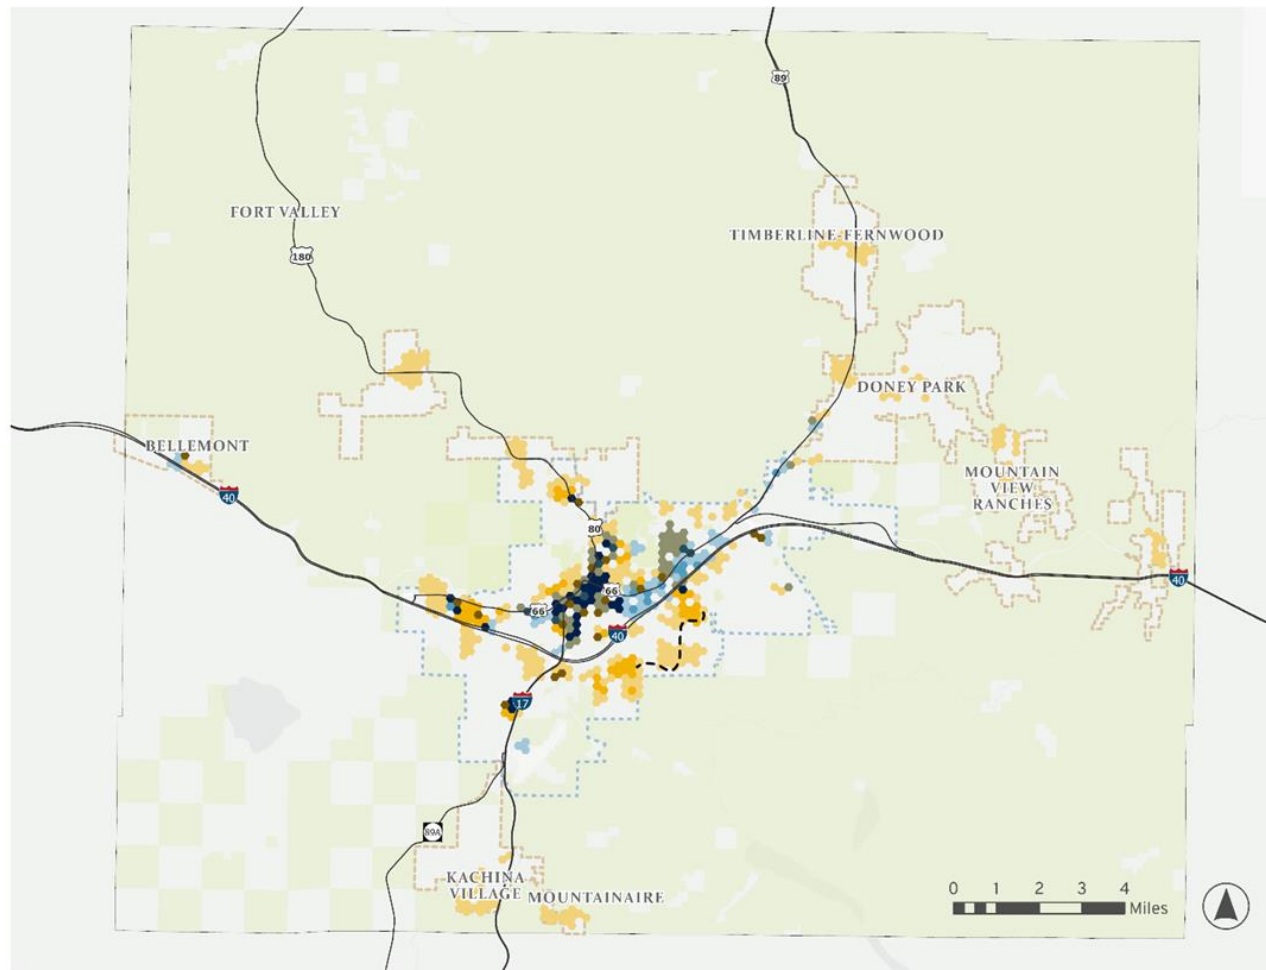 89
FORT VALLEY
TIMBERLINE-FERNWOOD
180
DONEY PARK
BELLEMONT
MOUNTAIN
VIEW
RANCHES
40
80
66
66
40
40
17
89A
KACHINA
VILLAGE
MOUNTAINAIRE
0 1 2 3 4
Miles